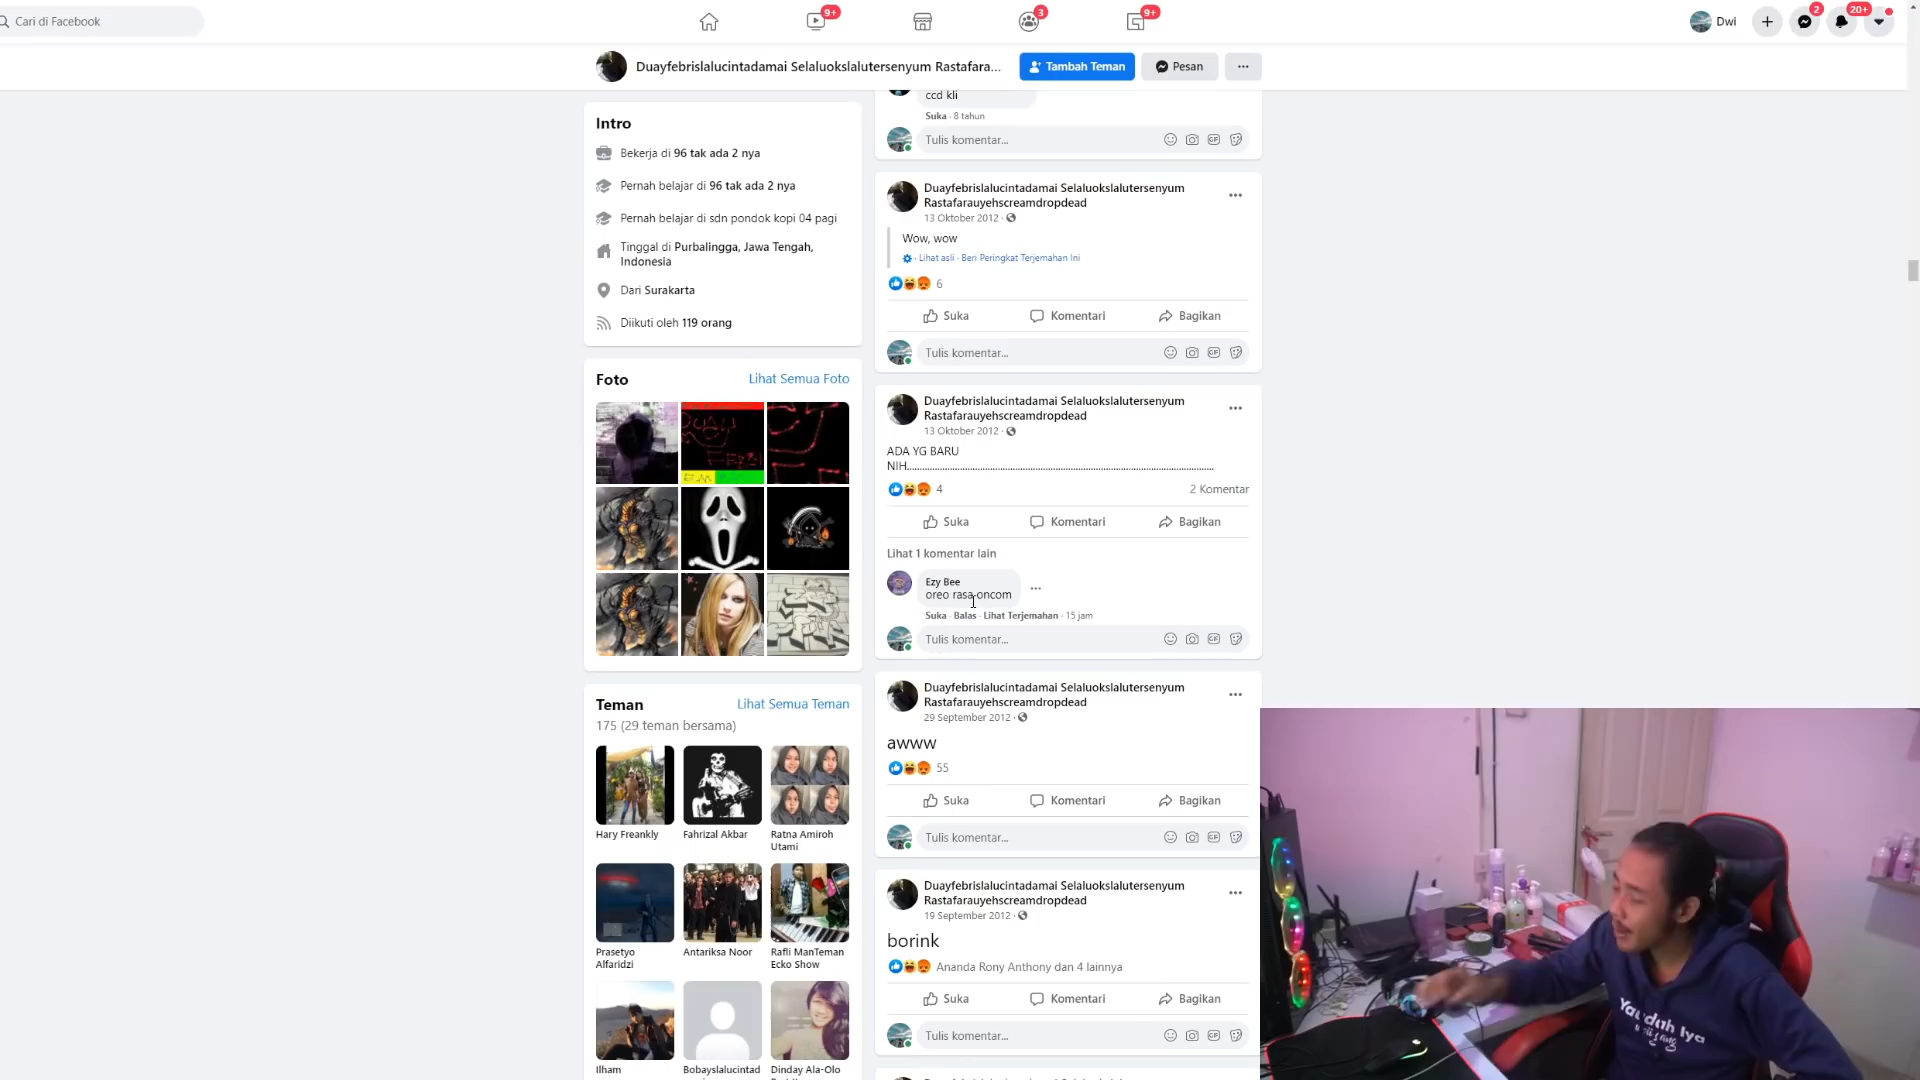 Cari di Facebook
9+
3
9+
Dwi
2
20+
Duayfebrislalucintadamai Selaluokslalutersenyum Rastafara...
Tambah Teman
Pesan
Intro
Bekerja di 96 tak ada 2 nya
Pernah belajar di 96 tak ada 2 nya
Pernah belajar di sdn pondok kopi 04 pagi
Tinggal di Purbalingga, Jawa Tengah,
Indonesia
Dari Surakarta
Diikuti oleh 119 orang
Foto
Lihat Semua Foto
Teman
Lihat Semua Teman
175 (29 teman bersama)
Hary Freankly
Fahrizal Akbar
Ratna Amiroh
Utami
Prasetyo
Alfaridzi
Antariksa Noor
Rafli ManTeman
Ecko Show
Ilham
Bobayslalucintad
Dinday Ala-Olo
ccd kli
Suka · 8 tahun
Tulis komentar...
Duayfebrislalucintadamai Selaluokslalutersenyum
Rastafarauyehscreamdropdead
13 Oktober 2012 ·
Wow, wow
· Lihat asli · Beri Peringkat Terjemahan Ini
6
Suka
Komentari
Bagikan
Tulis komentar...
Duayfebrislalucintadamai Selaluokslalutersenyum
Rastafarauyehscreamdropdead
13 Oktober 2012 ·
ADA YG BARU
NIH..........................................................................................................
4
2 Komentar
Suka
Komentari
Bagikan
Lihat 1 komentar lain
Ezy Bee
oreo rasa oncom
Suka · Balas · Lihat Terjemahan · 15 jam
Tulis komentar...
Duayfebrislalucintadamai Selaluokslalutersenyum
Rastafarauyehscreamdropdead
29 September 2012 ·
awww
55
Suka
Komentari
Bagikan
Tulis komentar...
Duayfebrislalucintadamai Selaluokslalutersenyum
Rastafarauyehscreamdropdead
19 September 2012 ·
borink
Ananda Rony Anthony dan 4 lainnya
Suka
Komentari
Bagikan
Tulis komentar...
Yaudah Iya